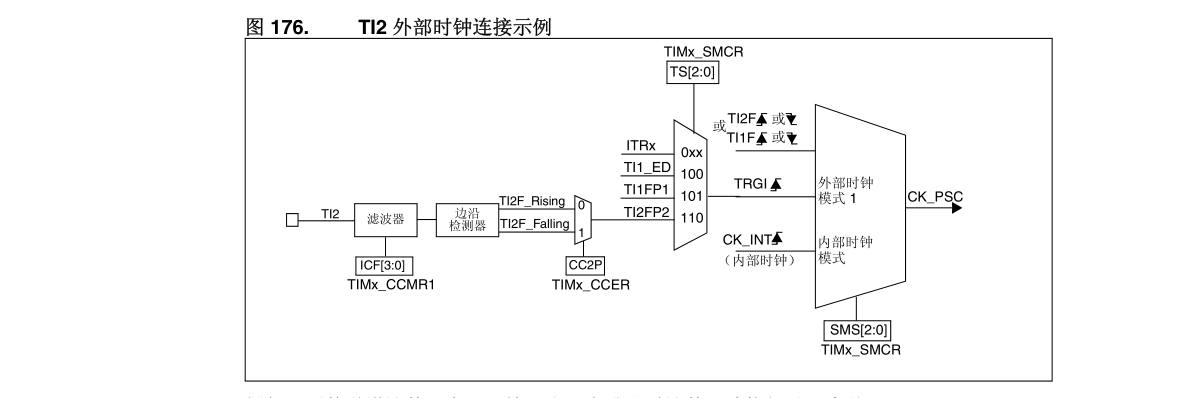 图 176. TI2 外部时钟连接示例
TIMx_SMCR
TS[2:0]
或 TI2F 或
TI1F 或
ITRx
0xx
TI1_ED
100
TI1FP1
101
TI2FP2
110
TRGI
外部时钟
模式 1
CK_PSC
TI2
滤波器
边沿
检测器
TI2F_Rising
TI2F_Falling
0
1
CK_INT
(内部时钟)
内部时钟
模式
ICF[3:0]
TIMx_CCMR1
CC2P
TIMx_CCER
SMS[2:0]
TIMx_SMCR